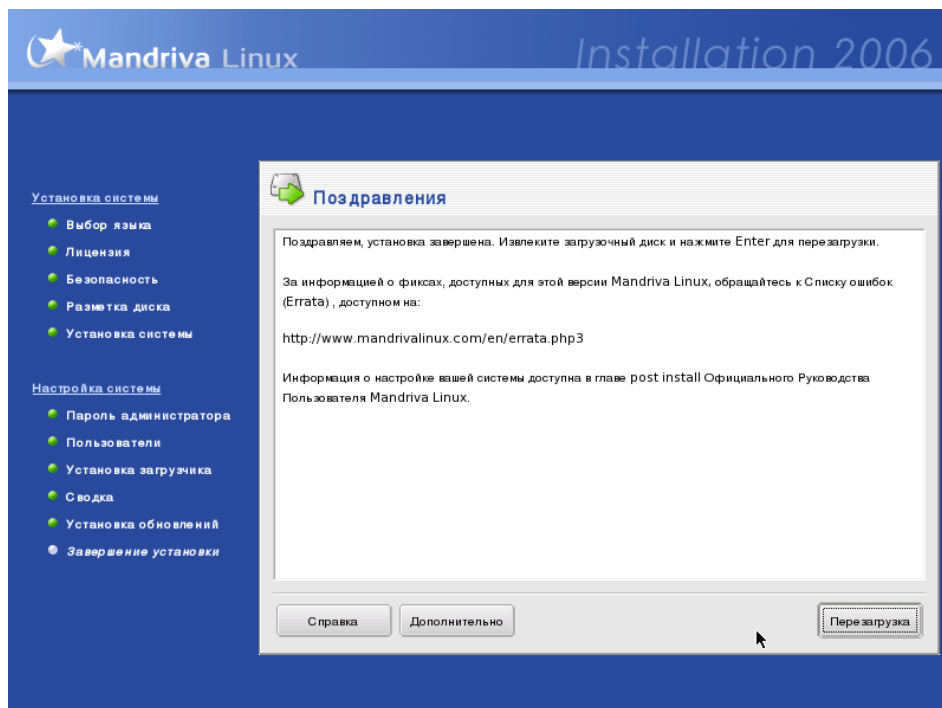 Mandriva Linux
Installation 2006
Установка системы
Выбор языка
Лицензия
Безопасность
Разметка диска
Установка системы
Настройка системы
Пароль администратора
Пользователи
Установка загрузчика
Сводка
Установка обновлений
Завершение установки
Поздравления
Поздравляем, установка завершена. Извлеките загрузочный диск и нажмите Enter для перезагрузки.
За информацией о фиксах, доступных для этой версии Mandriva Linux, обращайтесь к Списку ошибок
(Errata) , доступном на:
http://www.mandrivalinux.com/en/errata.php3
Информация о настройке вашей системы доступна в главе post install Официального Руководства
Пользователя Mandriva Linux.
Справка
Дополнительно
Перезагрузка